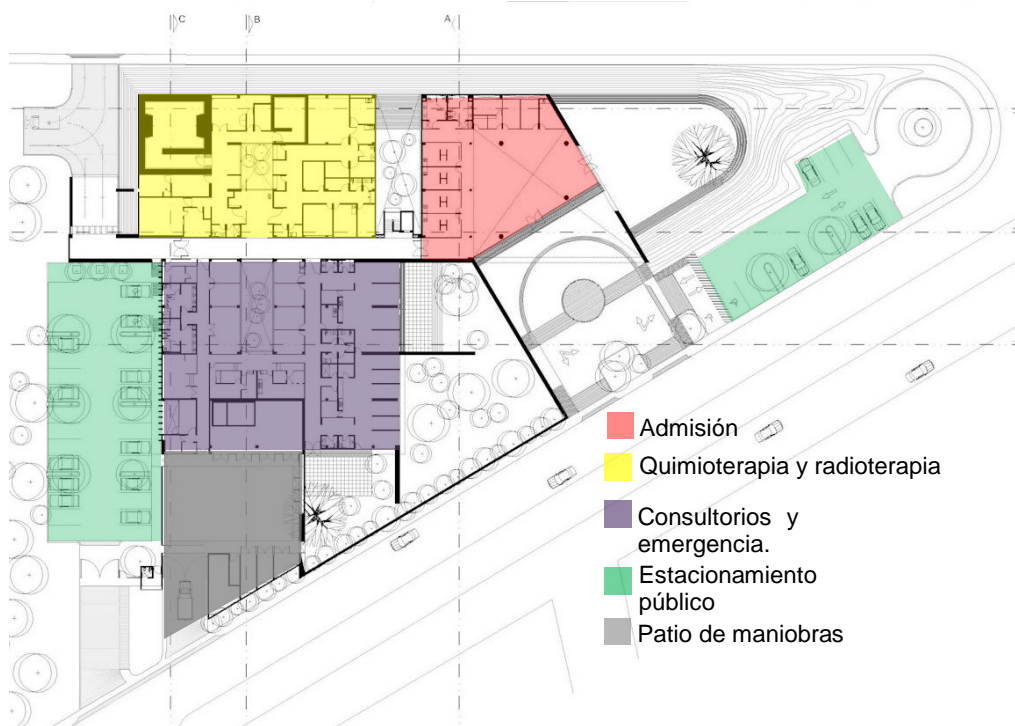 C B A
H
H
H
H
Admisión
Quimioterapia y radioterapia
Consultorios y
emergencia.
Estacionamiento
público
Patio de maniobras